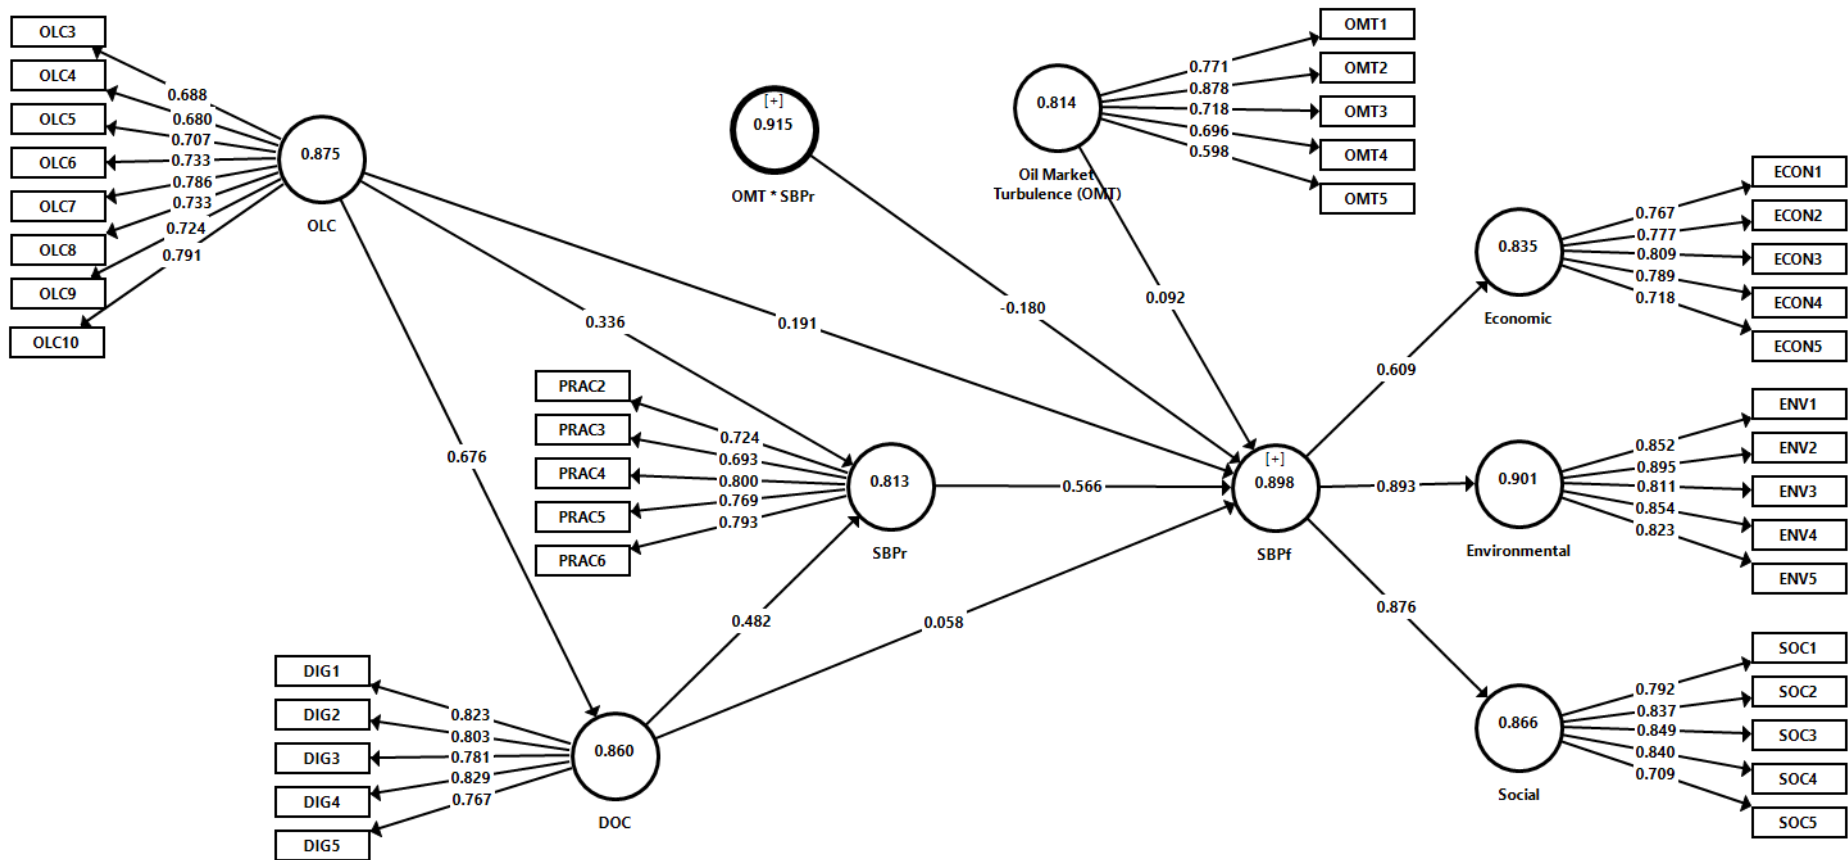 OLC3
OLC4
OLC5
OLC6
OLC7
OLC8
OLC9
OLC10
0.688
0.680
0.707
0.733
0.786
0.733
0.724
0.791
0.875
OLC
[+]
0.915
OMT * SBPr
0.814
Oil Market
Turbulence (OMT)
0.771
0.878
0.718
0.696
0.598
OMT1
OMT2
OMT3
OMT4
OMT5
0.676
0.336
0.191
-0.180
0.092
PRAC2
PRAC3
PRAC4
PRAC5
PRAC6
0.724
0.693
0.800
0.769
0.793
0.813
SBPr
0.566
[+]
0.898
SBPf
0.482
0.058
DIG1
DIG2
DIG3
DIG4
DIG5
0.823
0.803
0.781
0.829
0.767
0.860
DOC
0.609
0.893
0.876
0.835
Economic
0.767
0.777
0.809
0.789
0.718
ECON1
ECON2
ECON3
ECON4
ECON5
0.901
Environmental
0.852
0.895
0.811
0.854
0.823
ENV1
ENV2
ENV3
ENV4
ENV5
0.866
Social
0.792
0.837
0.849
0.840
0.709
SOC1
SOC2
SOC3
SOC4
SOC5